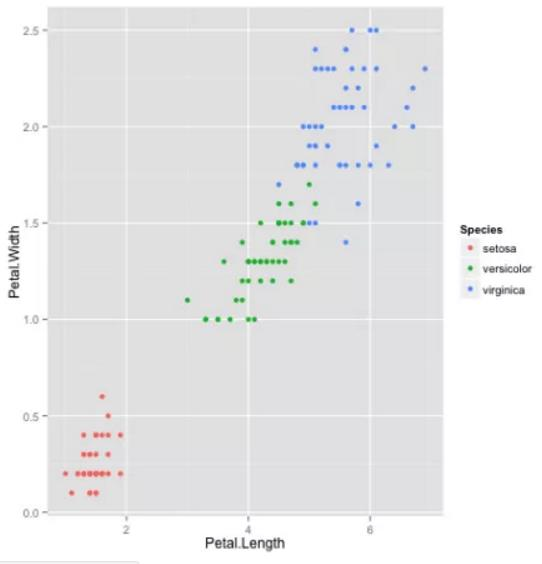 2.5
2.0
1.5
1.0
0.5
0.0
Petal.Width
2
4
6
Petal.Length
Species
setosa
versicolor
virginica